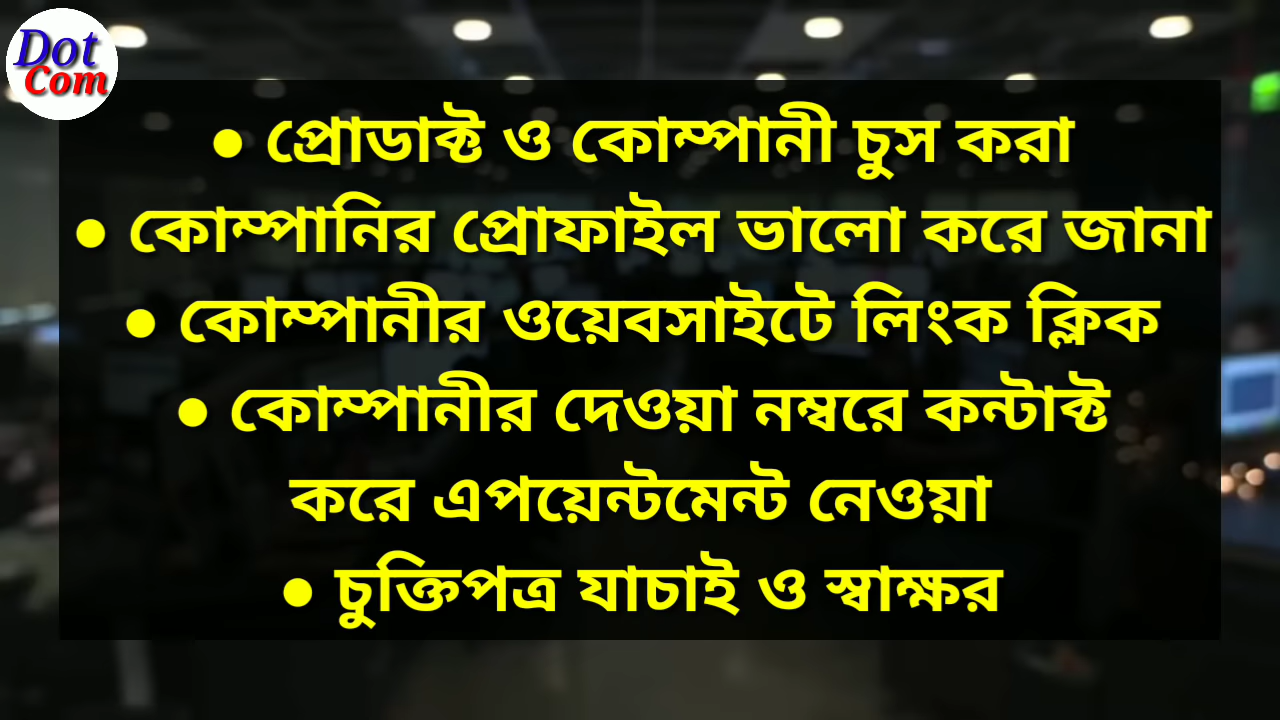 Dot
Com
● প্রোডাক্ট ও কোম্পানী চুস করা
● কোম্পানির প্রোফাইল ভালো করে জানা
● কোম্পানীর ওয়েবসাইটে লিংক ক্লিক
● কোম্পানীর দেওয়া নম্বরে কন্টাক্ট
করে এপয়েন্টমেন্ট নেওয়া
● চুক্তিপত্র যাচাই ও স্বাক্ষর